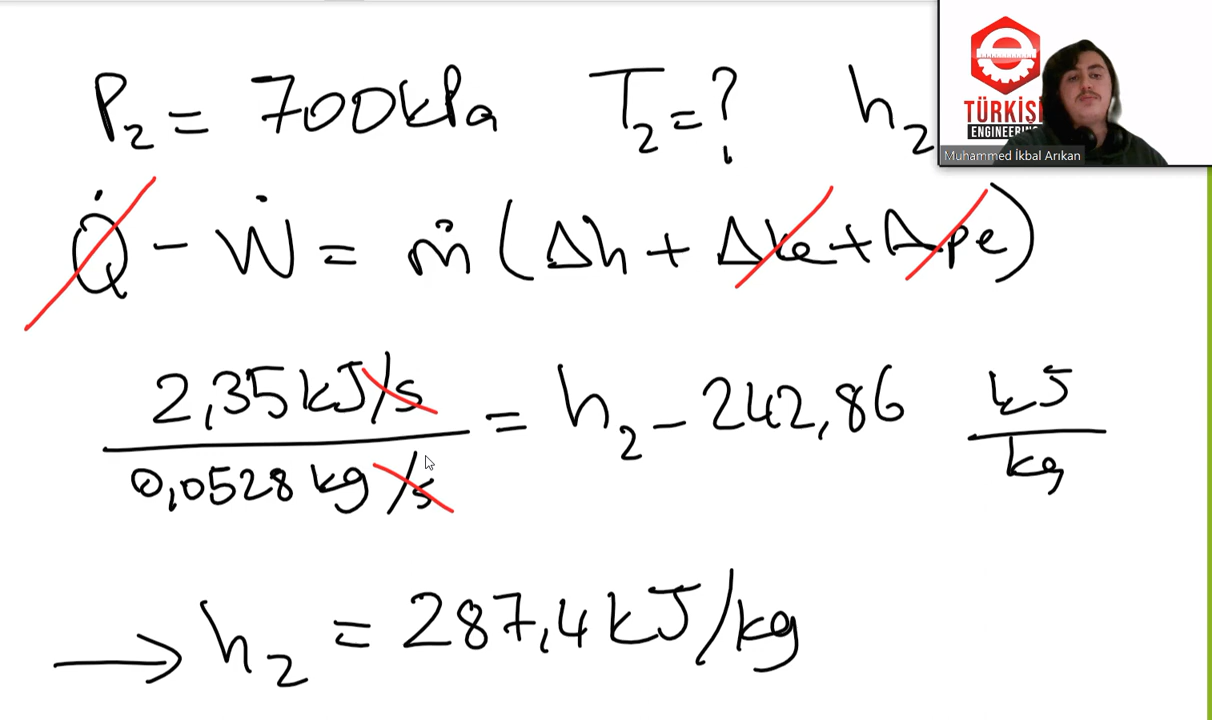 P₂ = 700kPa T₂ = ? h₂
TÜRKİŞİ
ENGINEERING
Muhammed İkbal Arıkan
Q̇ - Ẇ = ṁ (Δh + Δke + Δpe)
2,35 kJ/s
0,0528 kg/s
= h₂ - 242,86 kJ
kg
→ h₂ = 287,4 kJ/kg